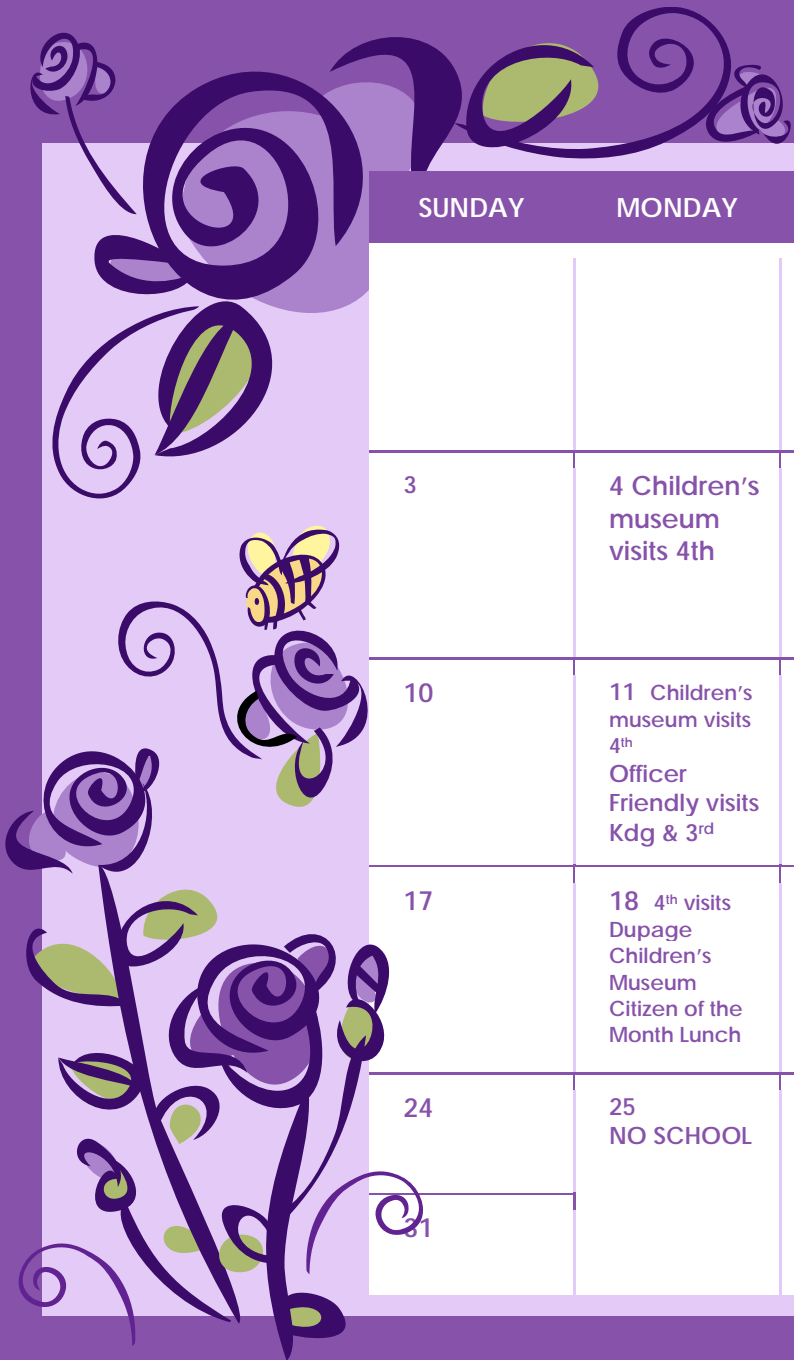 SUNDAY MONDAY
3
4 Children's
museum
visits 4th
10
11 Children's
museum visits
4th
Officer
Friendly visits
Kdg & 3rd
17
18 4th visits
Dupage
Children's
Museum
Citizen of the
Month Lunch
24
25
NO SCHOOL
31